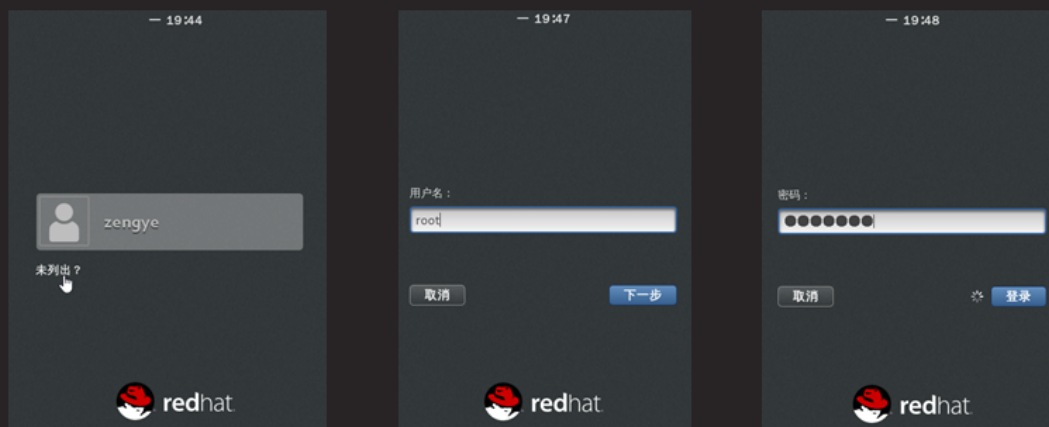 一 19:44
zengye
未列出？
redhat.
一 19:47
用户名：
root
取消
下一步
redhat.
一 19:48
密码：
取消
登录
redhat.